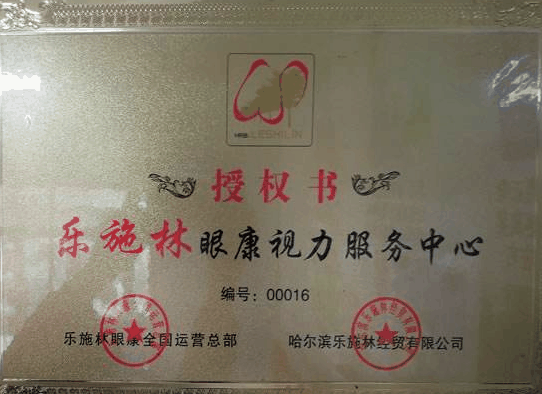 HRB LESHILIN
授权书
乐施林眼康视力服务中心
编号:00016
乐施林眼康全国运营总部 哈尔滨乐施林经贸有限公司